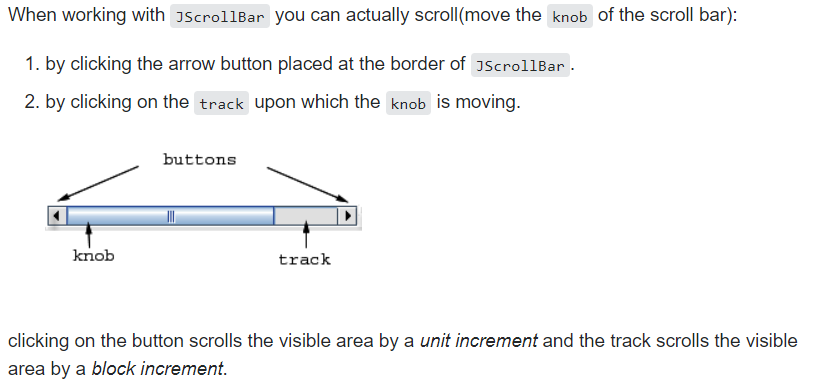 When working with JScrollBar you can actually scroll(move the knob of the scroll bar):
1. by clicking the arrow button placed at the border of JScrollBar .
2. by clicking on the track upon which the knob is moving.
buttons
knob
track
clicking on the button scrolls the visible area by a unit increment and the track scrolls the visible
area by a block increment.